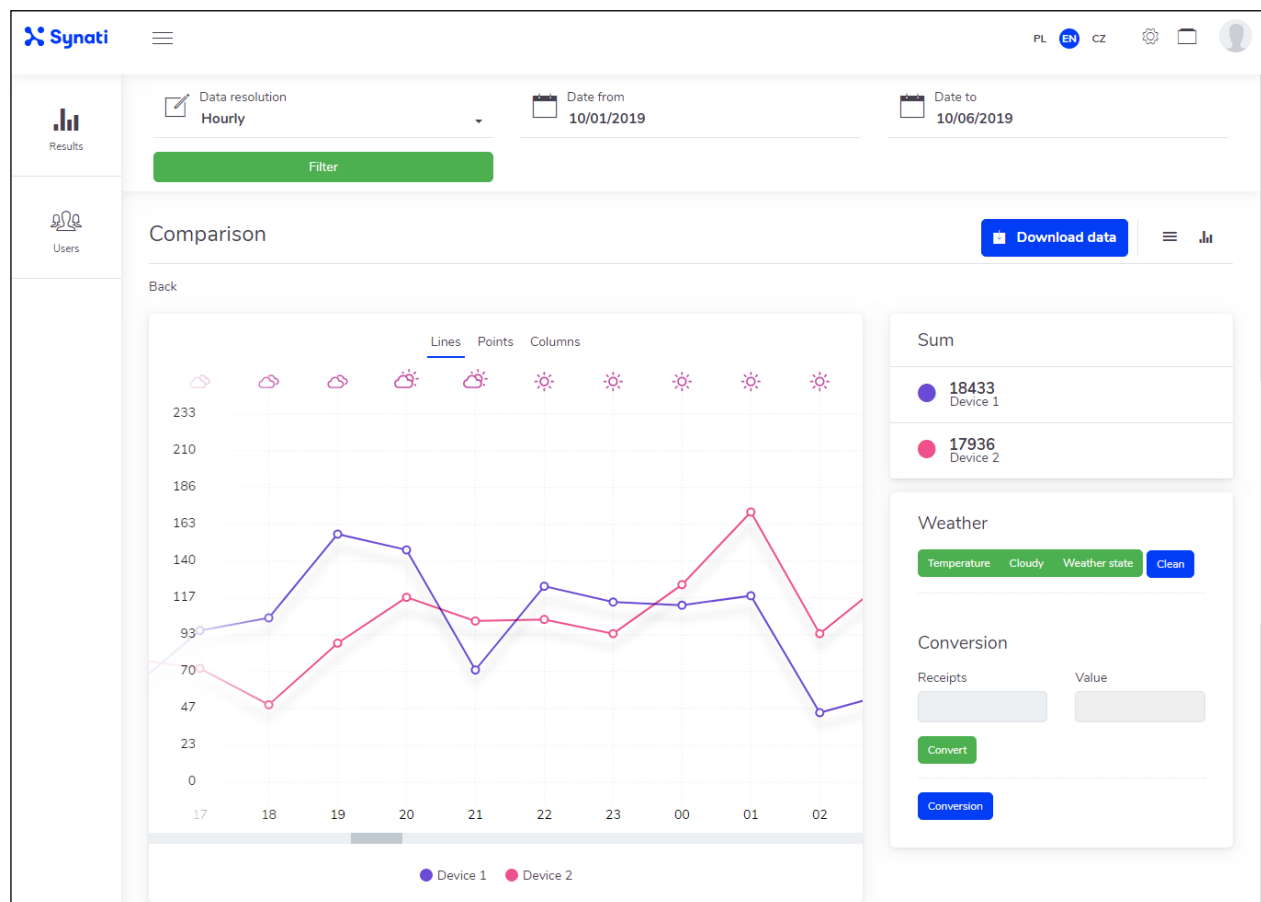 Synati
PL EN CZ
Results
Users
Data resolution
Hourly
Date from
10/01/2019
Date to
10/06/2019
Filter
Comparison
Download data
Back
Lines Points Columns
233
210
186
163
140
117
93
70
47
23
0
17 18 19 20 21 22 23 00 01 02
Device 1 Device 2
Sum
18433
Device 1
17936
Device 2
Weather
Temperature Cloudy Weather state Clean
Conversion
Receipts Value
Convert
Conversion